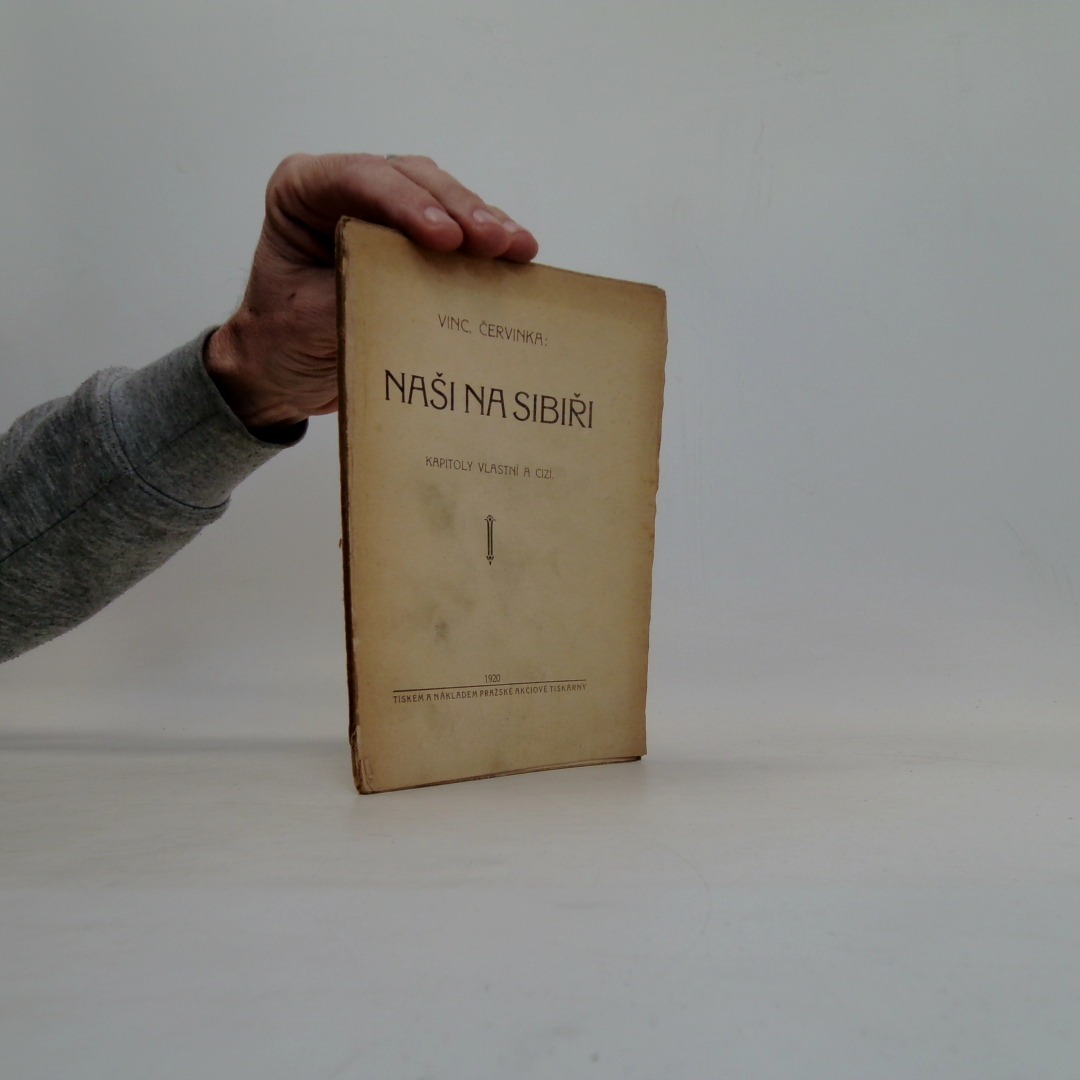 VINC. ČERVINKA:
NAŠI NA SIBIŘI
KAPITOLY VLASTNÍ A CIZÍ.
1920
TISKEM A NÁKLADEM PRAŽSKÉ AKCIOVÉ TISKÁRNY